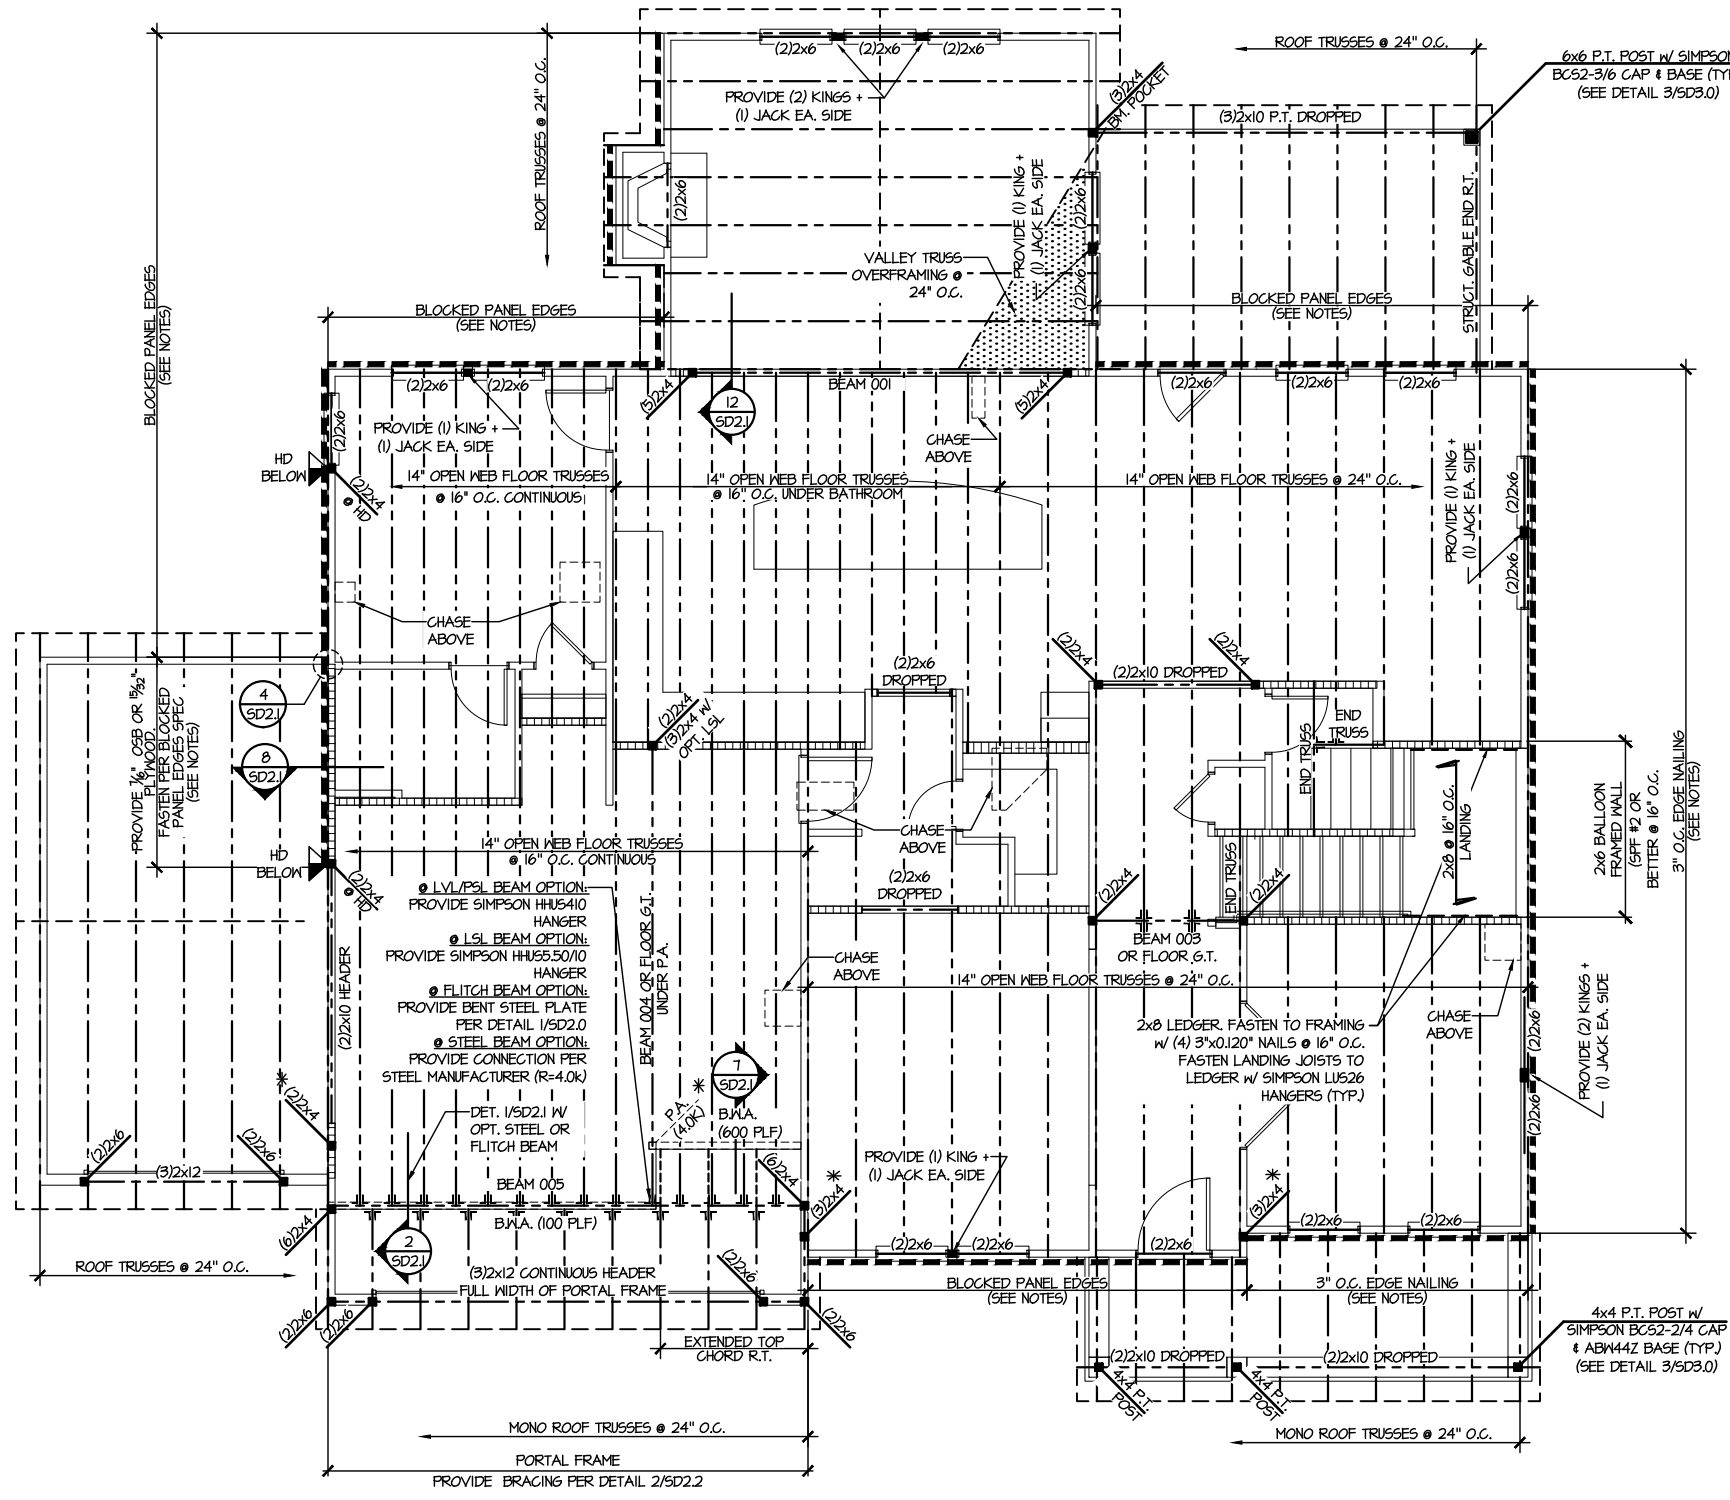 (2)2x6
(2)2x6
(2)2x6
PROVIDE (2) KINGS +
(1) JACK EA. SIDE
ROOF TRUSSES @ 24" O.C.
ROOF TRUSSES @ 24" O.C.
6x6 P.T. POST W/ SIMPSON
BCS2-3/6 CAP & BASE (TYP
(SEE DETAIL 3/SD3.0)
(3)2x4
BM. POCKET
(3)2x10 P.T. DROPPED
STRUCT. GABLE END R.T.
(2)2x6
PROVIDE (1) KING +
(1) JACK EA. SIDE
(2)2x6
(2)2x6
VALLEY TRUSS
OVERFRAMING @
24" O.C.
BLOCKED PANEL EDGES
(SEE NOTES)
BLOCKED PANEL EDGES
(SEE NOTES)
BLOCKED PANEL EDGES
(SEE NOTES)
(2)2x6
(2)2x6
(2)2x6
PROVIDE (1) KING +
(1) JACK EA. SIDE
(5)2x4
12
SD2.1
BEAM 001
(5)2x4
CHASE
ABOVE
(2)2x6
(2)2x6
(2)2x6
HD
BELOW
(2)2x4
@ HD
14" OPEN WEB FLOOR TRUSSES
@ 16" O.C. CONTINUOUS
14" OPEN WEB FLOOR TRUSSES
@ 16" O.C. UNDER BATHROOM
14" OPEN WEB FLOOR TRUSSES @ 24" O.C.
PROVIDE (1) KING +
(1) JACK EA. SIDE
(2)2x6
(2)2x6
CHASE
ABOVE
4
SD2.1
8
SD2.1
PROVIDE 7/16" OSB OR 15/32"
PLYWOOD.
FASTEN PER BLOCKED
PANEL EDGES SPEC
(SEE NOTES)
(2)2x4
(3)2x4 W/
OPT. LSL
(2)2x6
DROPPED
(2)2x4
(2)2x10 DROPPED
(2)2x4
END
TRUSS
END TRUSS
END TRUSS
2x8 @ 16" O.C.
LANDING
2x6 BALLOON
FRAMED WALL
(SPF #2 OR
BETTER @ 16" O.C.
3" O.C. EDGE NAILING
(SEE NOTES)
CHASE
ABOVE
(2)2x6
DROPPED
14" OPEN WEB FLOOR TRUSSES
@ 16" O.C. CONTINUOUS
HD
BELOW
(2)2x4
@ HD
(2)2x10 HEADER
@ LVL/PSL BEAM OPTION:
PROVIDE SIMPSON HHUS410
HANGER
@ LSL BEAM OPTION:
PROVIDE SIMPSON HHUS5.50/10
HANGER
@ FLITCH BEAM OPTION:
PROVIDE BENT STEEL PLATE
PER DETAIL 1/SD2.0
@ STEEL BEAM OPTION:
PROVIDE CONNECTION PER
STEEL MANUFACTURER (R=4.0k)
BEAM 004 OR FLOOR G.T.
UNDER P.A.
CHASE
ABOVE
(2)2x4
(2)2x4
BEAM 003
OR FLOOR G.T.
14" OPEN WEB FLOOR TRUSSES @ 24" O.C.
2x8 LEDGER. FASTEN TO FRAMING
W/ (4) 3"x0.120" NAILS @ 16" O.C.
FASTEN LANDING JOISTS TO
LEDGER W/ SIMPSON LUS26
HANGERS (TYP.)
CHASE
ABOVE
(2)2x6
(2)2x6
PROVIDE (2) KINGS +
(1) JACK EA. SIDE
7
SD2.1
P.A. *
(4.0K)
B.W.A.
(600 PLF)
DET. 1/SD2.1 W/
OPT. STEEL OR
FLITCH BEAM
*
(2)2x4
(2)2x6
(3)2x12
(2)2x6
BEAM 005
(6)2x4
B.W.A. (100 PLF)
(6)2x4
*
(3)2x4
PROVIDE (1) KING +
(1) JACK EA. SIDE
(2)2x6
(2)2x6
(2)2x6
*
(3)2x4
(2)2x6
(2)2x6
2
SD2.1
ROOF TRUSSES @ 24" O.C.
(3)2x12 CONTINUOUS HEADER
FULL WIDTH OF PORTAL FRAME
(2)2x6
(2)2x6
(2)2x6
(2)2x6
BLOCKED PANEL EDGES
(SEE NOTES)
3" O.C. EDGE NAILING
(SEE NOTES)
EXTENDED TOP
CHORD R.T.
(2)2x10 DROPPED
(2)2x10 DROPPED
4x4 P.T.
POST
4x4 P.T.
POST
4x4 P.T. POST W/
SIMPSON BCS2-2/4 CAP
& ABW44Z BASE (TYP.)
(SEE DETAIL 3/SD3.0)
MONO ROOF TRUSSES @ 24" O.C.
MONO ROOF TRUSSES @ 24" O.C.
PORTAL FRAME
PROVIDE BRACING PER DETAIL 2/SD2.2